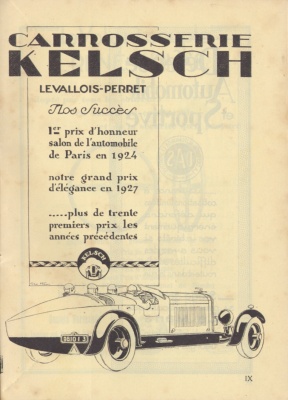 CARROSSERIE
KELSCH
LEVALLOIS-PERRET
Nos Succès
1er prix d'honneur
salon de l'automobile
de Paris en 1924
notre grand prix
d'élégance en 1927
.....plus de trente
premiers prix les
années précédentes
KELSCH
IX